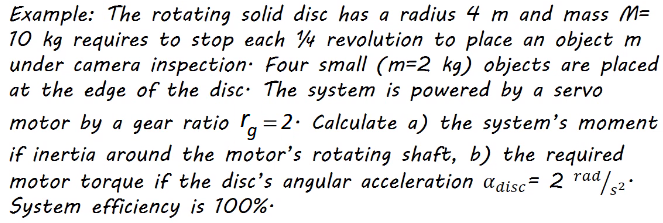 Example: The rotating solid disc has a radius 4 m and mass M=
10 kg requires to stop each ¼ revolution to place an object m
under camera inspection. Four small (m=2 kg) objects are placed
at the edge of the disc. The system is powered by a servo
motor by a gear ratio r_g = 2. Calculate a) the system's moment
if inertia around the motor's rotating shaft, b) the required
motor torque if the disc's angular acceleration α_disc = 2 rad/s².
System efficiency is 100%.